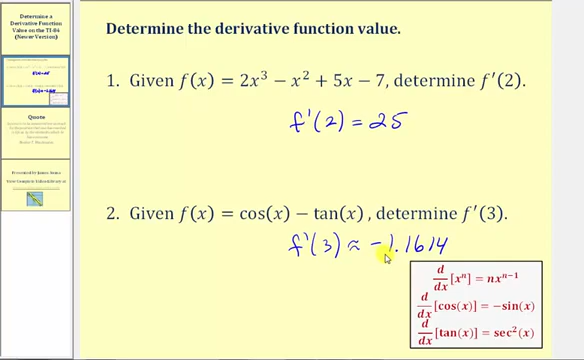 Determine a
Derivative Function
Value on the TI-84
(Newer Version)
Quote
Determine the derivative function value.
1. Given f(x) = 2x³ − x² + 5x − 7, determine f′(2).
f'(2) = 25
2. Given f(x) = cos(x) − tan(x), determine f′(3).
f'(3) ≈ -1.1614
d/dx [xⁿ] = nxⁿ⁻¹
d/dx [cos(x)] = −sin(x)
d/dx [tan(x)] = sec²(x)